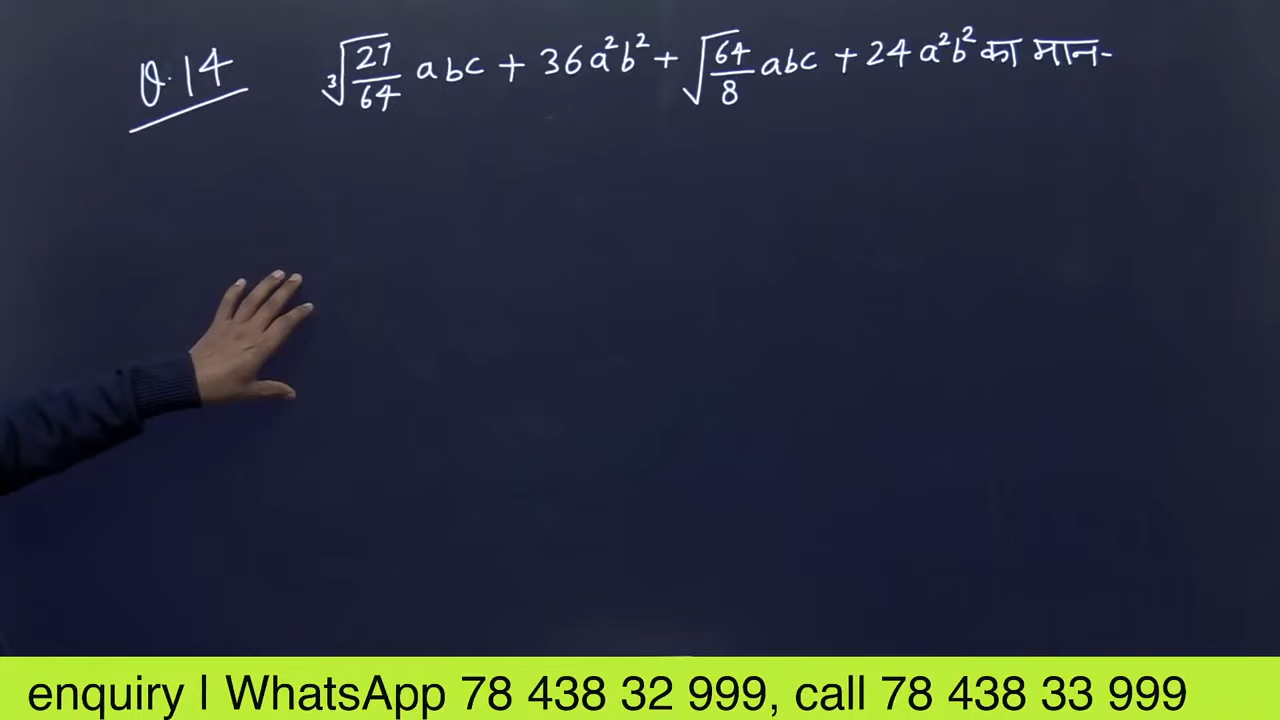 Q.14 ∛(27/64) abc + 36a²b² + √(64/8) abc + 24a²b² का मान-
enquiry | WhatsApp 78 438 32 999, call 78 438 33 999